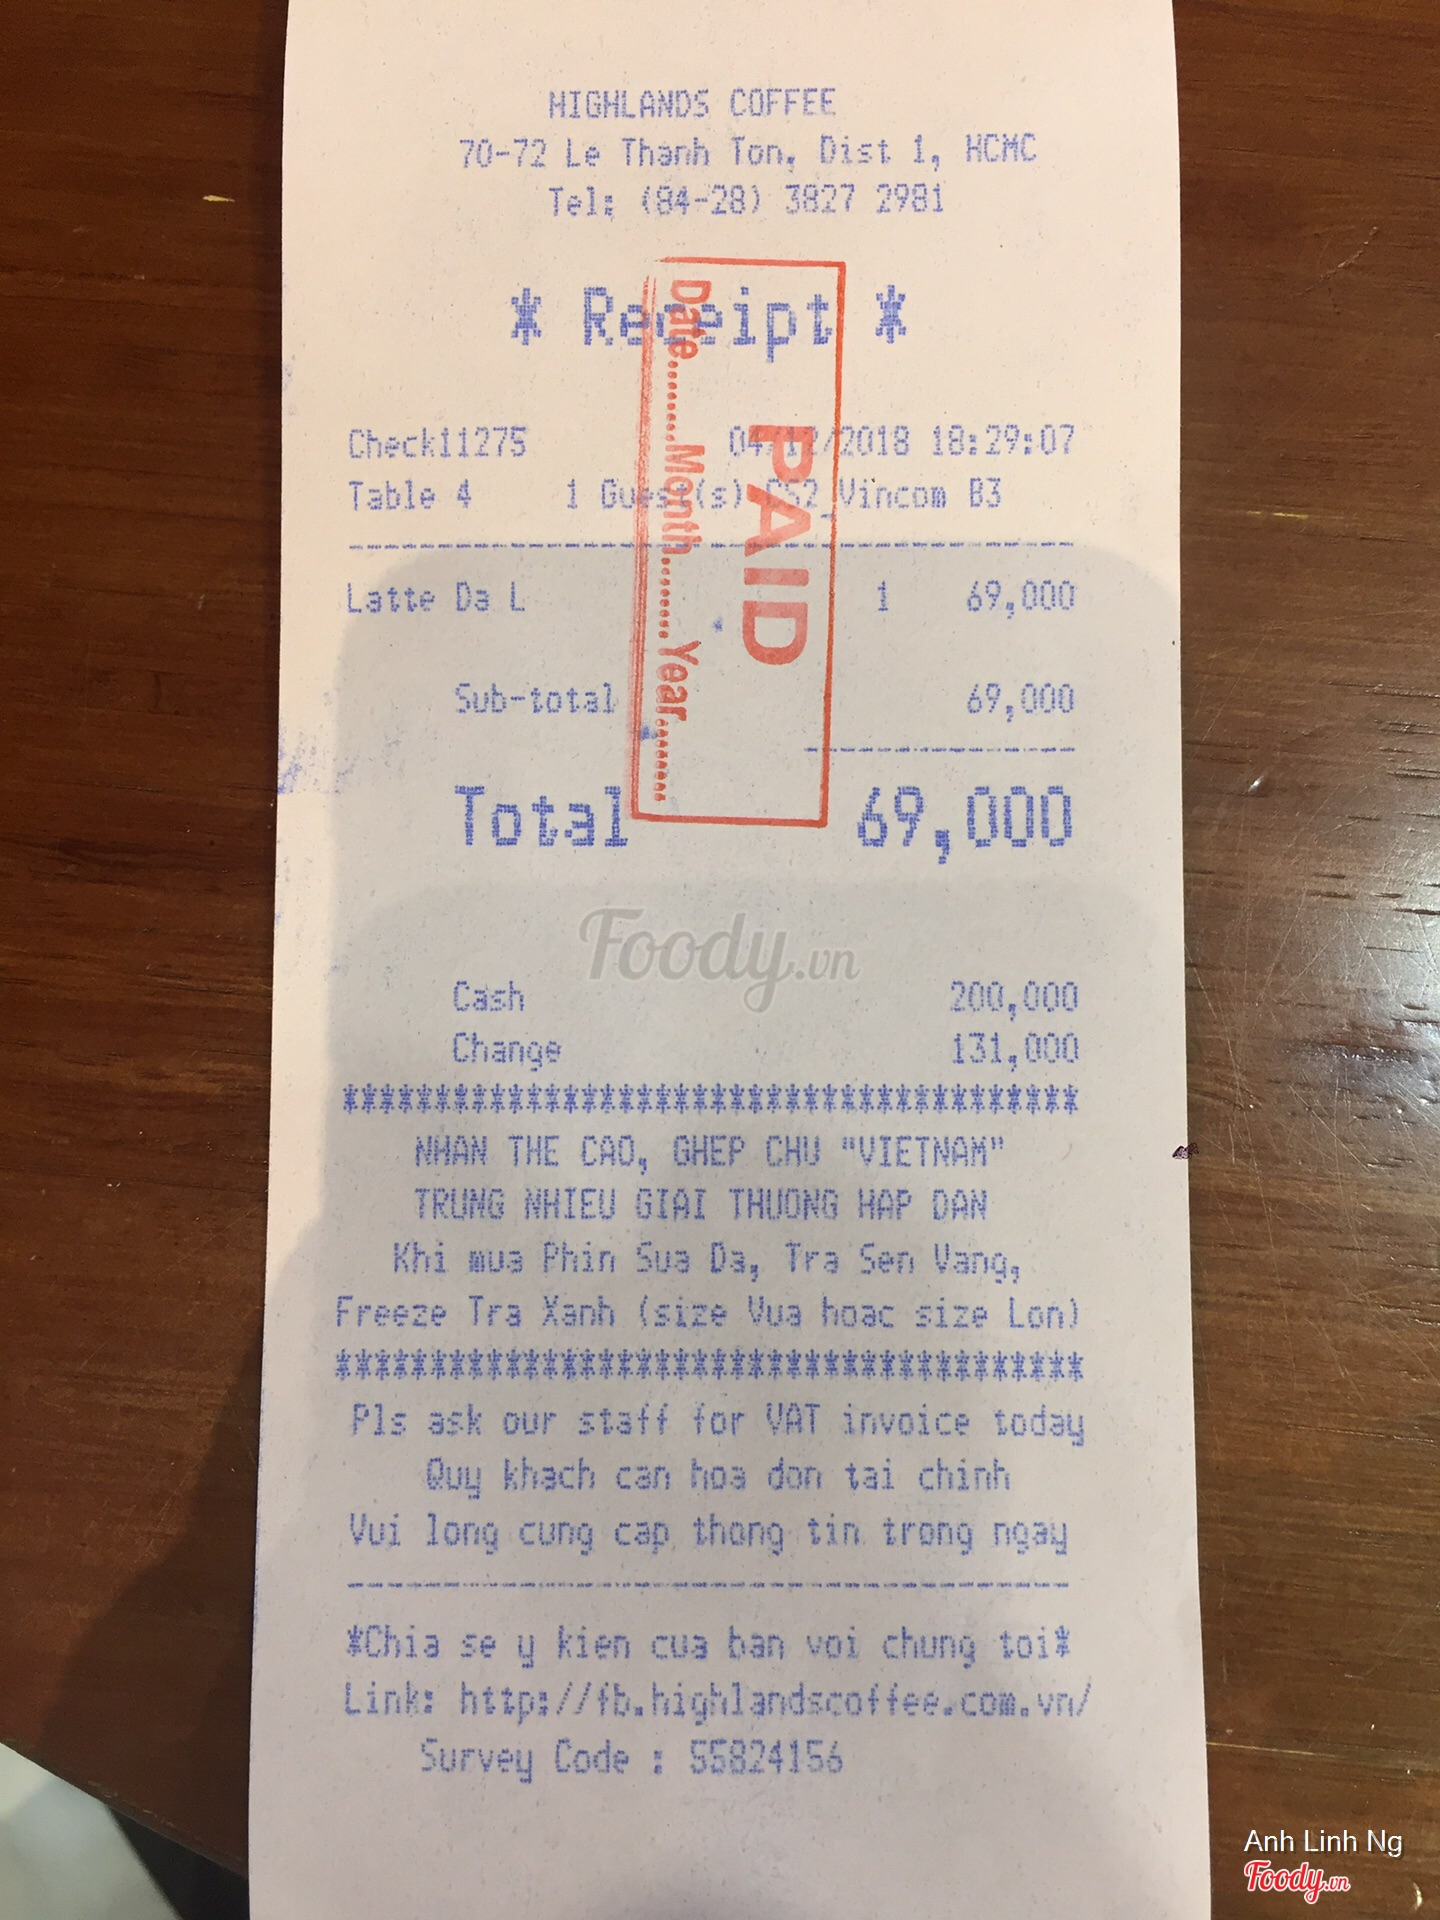 HIGHLANDS COFFEE
70-72 Le Thanh Ton, Dist 1, HCMC
Tel: (84-28) 3827 2981
* Receipt *
Check11275 04/12/2018 18:29:07
Table 4 1 Guest(s) CS2_Vincom B3
PAID
Date.........Month.........Year.........
Latte Da L 1 69,000
Sub-total 69,000
Total 69,000
Foody.vn
Cash 200,000
Change 131,000
****************************************
NHAN THE CAO, GHEP CHU "VIETNAM"
TRUNG NHIEU GIAI THUONG HAP DAN
Khi mua Phin Sua Da, Tra Sen Vang,
Freeze Tra Xanh (size Vua hoac size Lon)
****************************************
Pls ask our staff for VAT invoice today
Quy khach can hoa don tai chinh
Vui long cung cap thong tin trong ngay
*Chia se y kien cua ban voi chung toi*
Link: http://fb.highlandscoffee.com.vn/
Survey Code : 55824156
Anh Linh Ng
Foody.vn